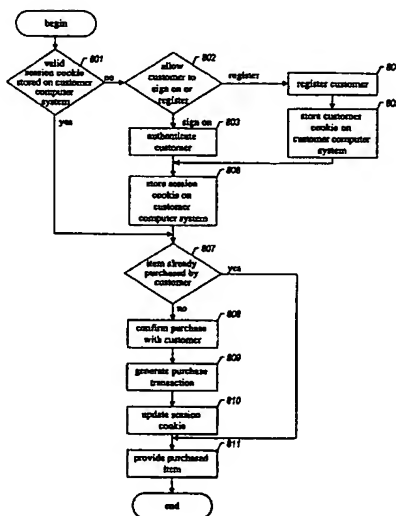 begin
801
valid
session cookie
stored on customer
computer
system
no
yes
802
allow
customer to
sign on or
register
register
sign on
80
register customer
80
store customer
cookie on
customer computer
system
803
authenticate
customer
806
store session
cookie on
customer
computer system
807
item already
purchased by
customer
yes
no
808
confirm purchase
with customer
809
generate purchase
transaction
810
update session
cookie
811
provide purchased
item
end